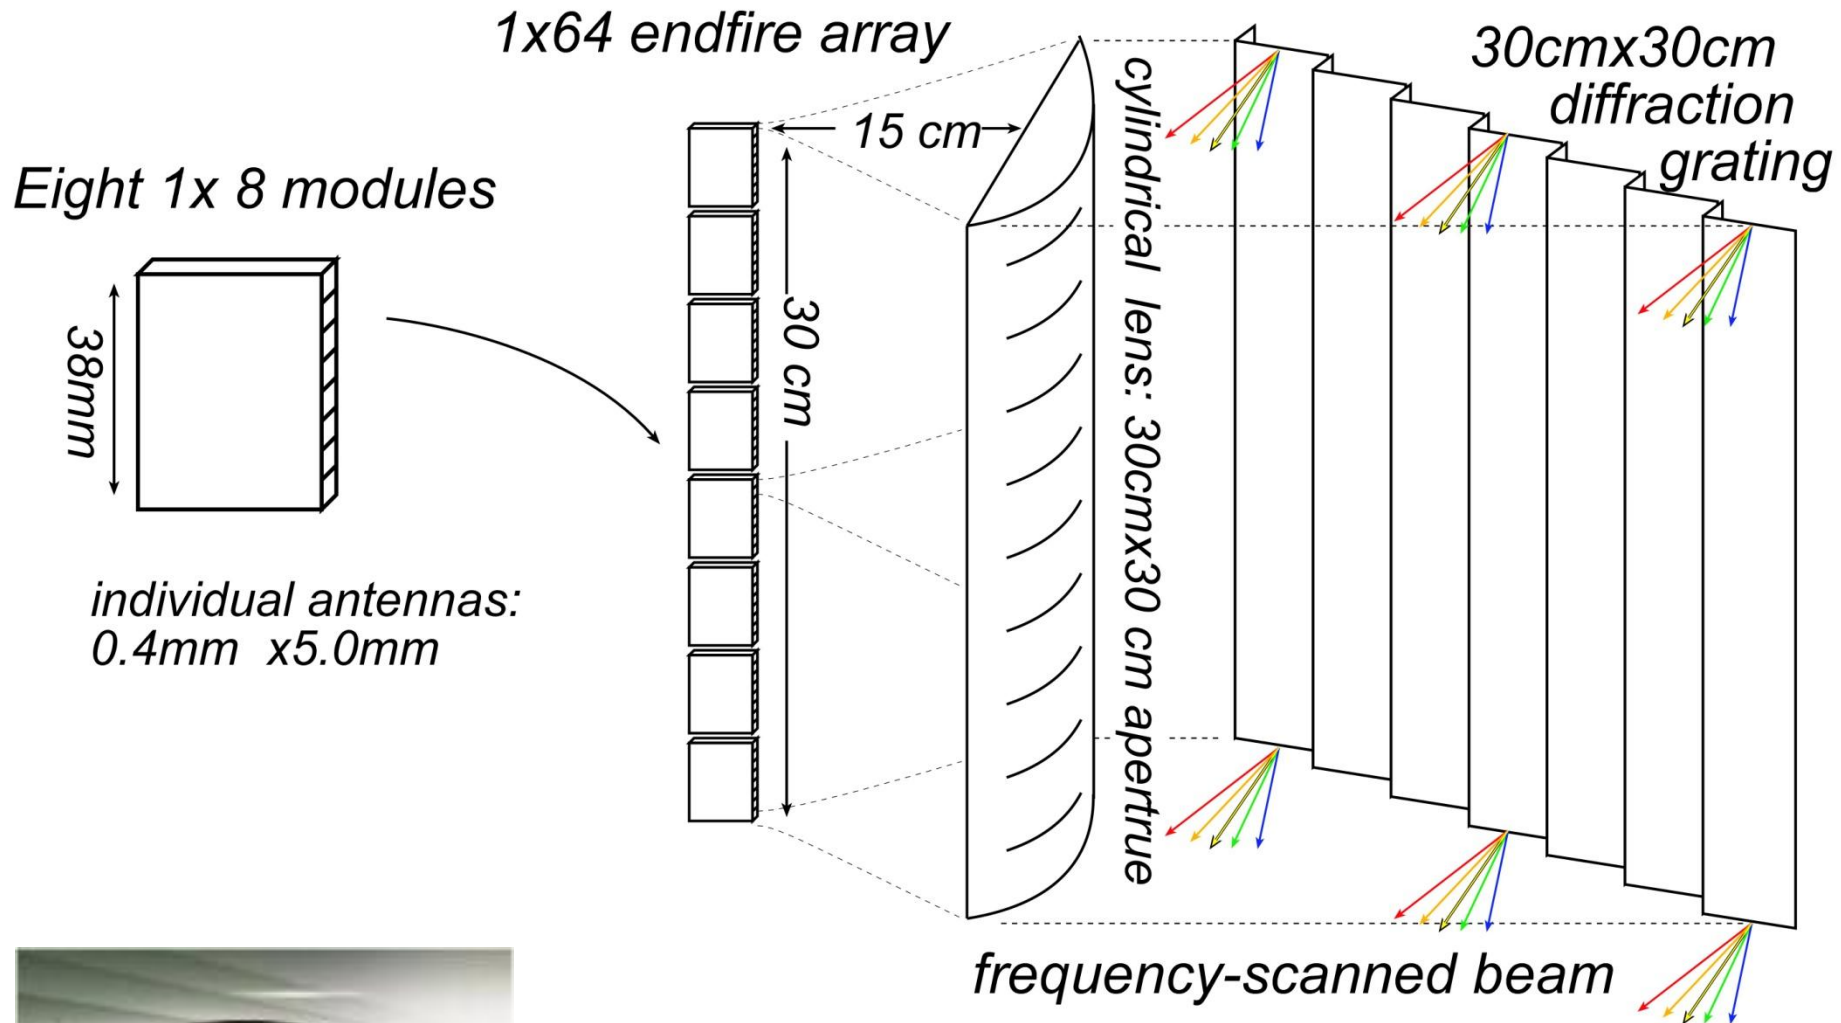 1x64 endfire array
30cmx30cm
diffraction
grating
15 cm
Eight 1x 8 modules
38mm
30 cm
cylindrical lens: 30cmx30 cm apertrue
individual antennas:
0.4mm x5.0mm
frequency-scanned beam